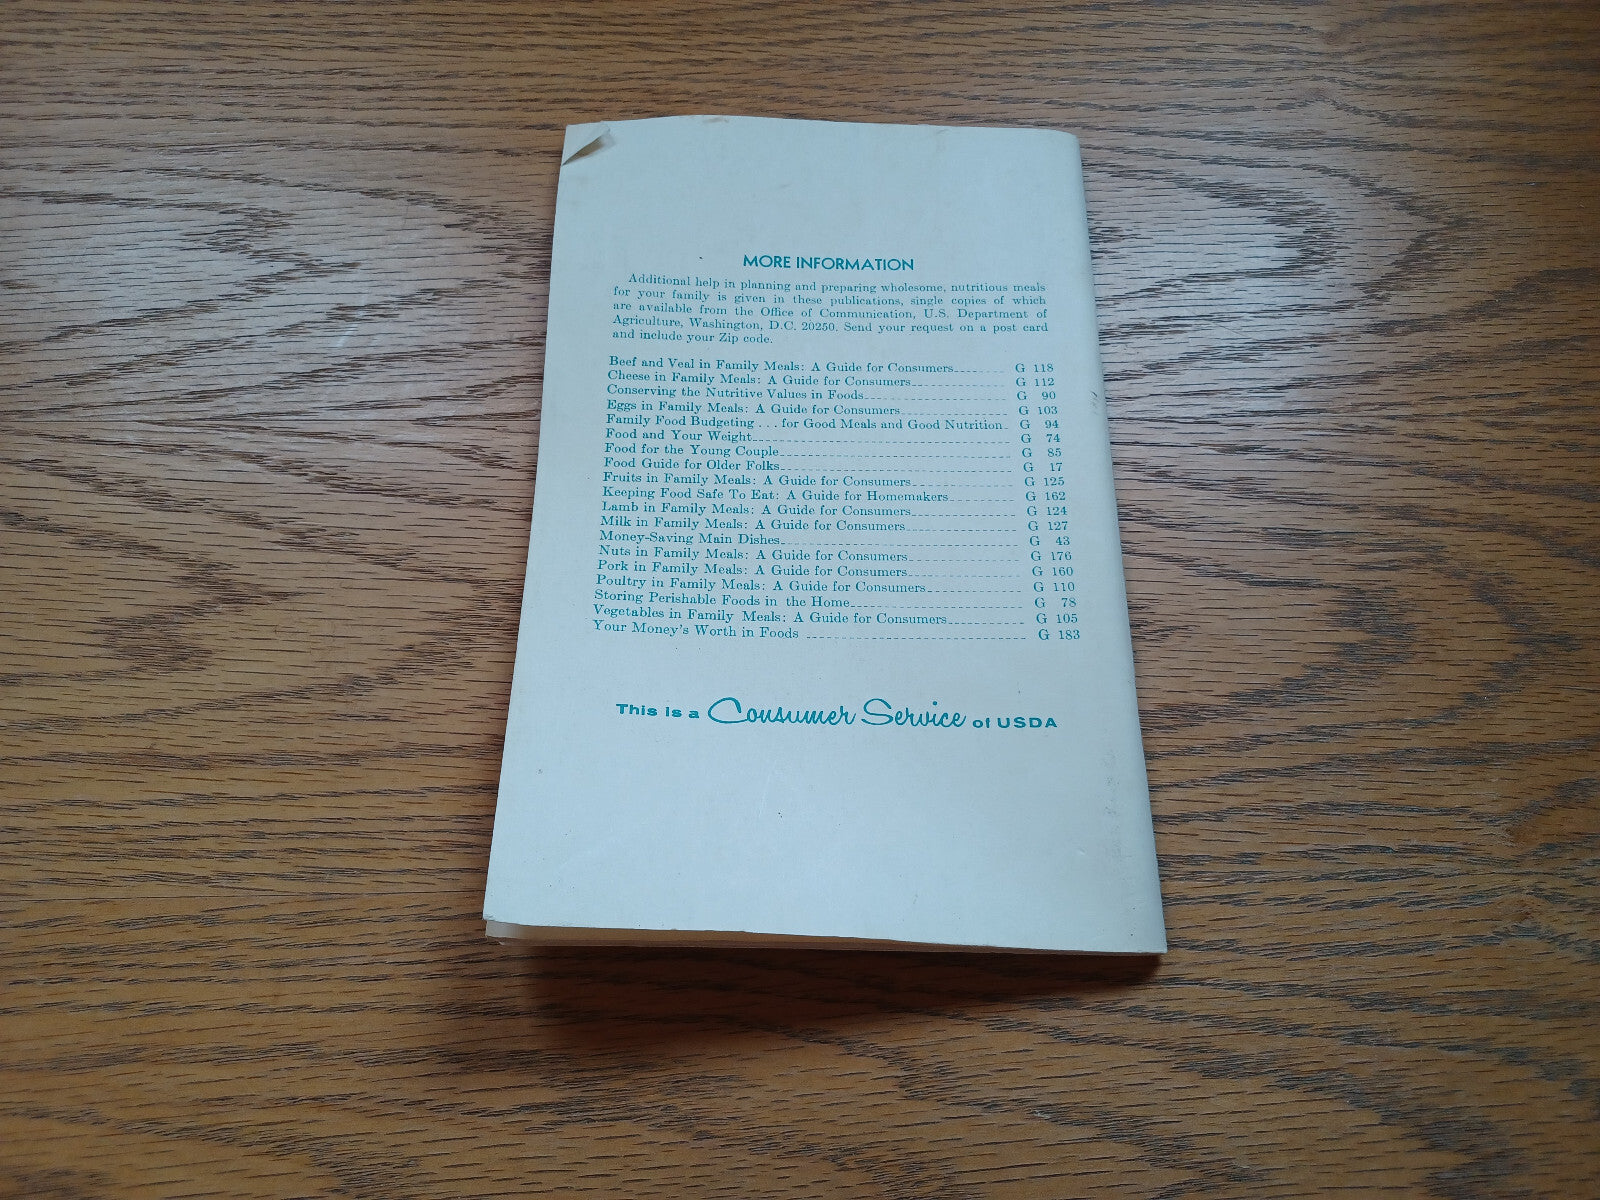 MORE INFORMATION
Additional help in planning and preparing wholesome, nutritious meals
for your family is given in these publications, single copies of which
are available from the Office of Communication, U.S. Department of
Agriculture, Washington, D.C. 20250. Send your request on a post card
and include your Zip code.
Beef and Veal in Family Meals: A Guide for Consumers G 118
Cheese in Family Meals: A Guide for Consumers G 112
Conserving the Nutritive Values in Foods G 90
Eggs in Family Meals: A Guide for Consumers G 103
Family Food Budgeting . . . for Good Meals and Good Nutrition G 94
Food and Your Weight G 74
Food for the Young Couple G 85
Food Guide for Older Folks G 17
Fruits in Family Meals: A Guide for Consumers G 125
Keeping Food Safe To Eat: A Guide for Homemakers G 162
Lamb in Family Meals: A Guide for Consumers G 124
Milk in Family Meals: A Guide for Consumers G 127
Money-Saving Main Dishes G 43
Nuts in Family Meals: A Guide for Consumers G 176
Pork in Family Meals: A Guide for Consumers G 160
Poultry in Family Meals: A Guide for Consumers G 110
Storing Perishable Foods in the Home G 78
Vegetables in Family Meals: A Guide for Consumers G 105
Your Money's Worth in Foods G 183
This is a Consumer Service of USDA